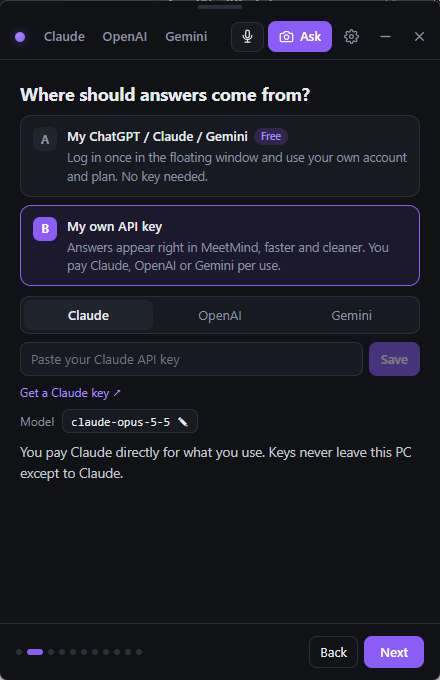 Claude OpenAI Gemini Ask
Where should answers come from?
A My ChatGPT / Claude / Gemini Free
Log in once in the floating window and use your own account
and plan. No key needed.
B My own API key
Answers appear right in MeetMind, faster and cleaner. You
pay Claude, OpenAI or Gemini per use.
Claude OpenAI Gemini
Paste your Claude API key Save
Get a Claude key ↗
Model claude-opus-5-5
You pay Claude directly for what you use. Keys never leave this PC
except to Claude.
Back Next